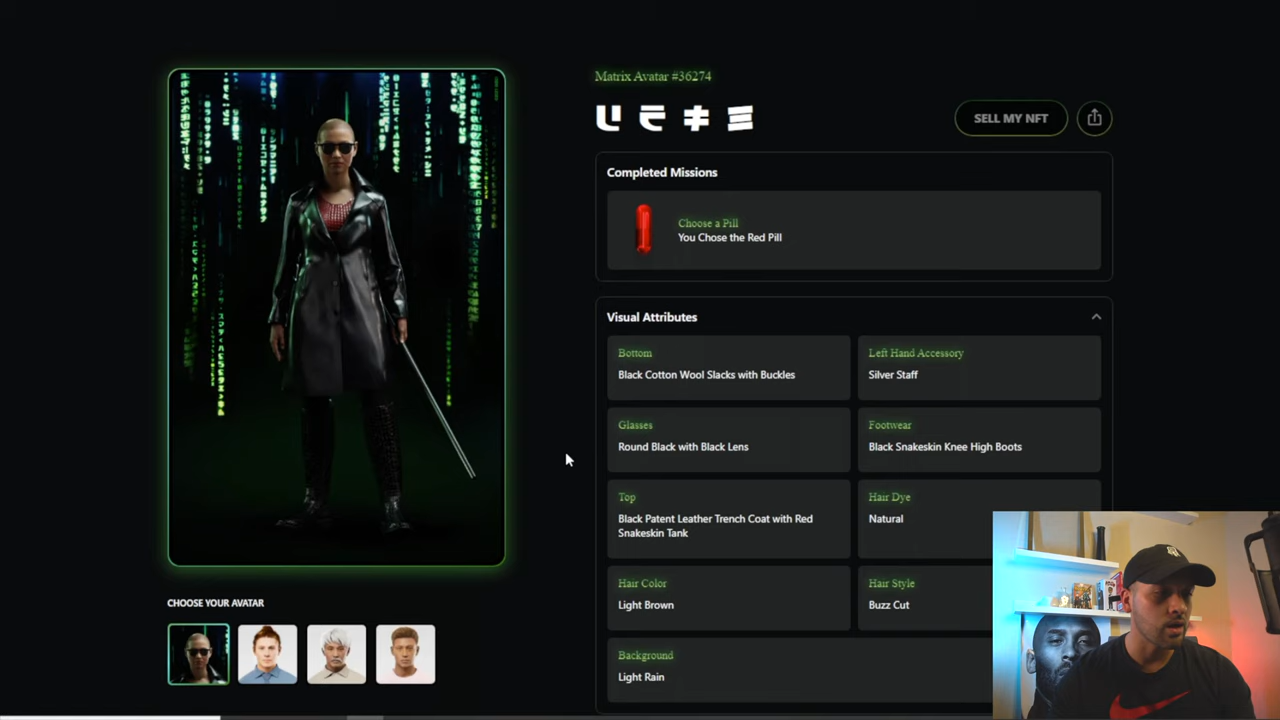 Matrix Avatar #36274
SELL MY NFT
Completed Missions
Choose a Pill
You Chose the Red Pill
Visual Attributes
Bottom
Black Cotton Wool Slacks with Buckles
Left Hand Accessory
Silver Staff
Glasses
Round Black with Black Lens
Footwear
Black Snakeskin Knee High Boots
Top
Black Patent Leather Trench Coat with Red
Snakeskin Tank
Hair Dye
Natural
Hair Color
Light Brown
Hair Style
Buzz Cut
Background
Light Rain
CHOOSE YOUR AVATAR